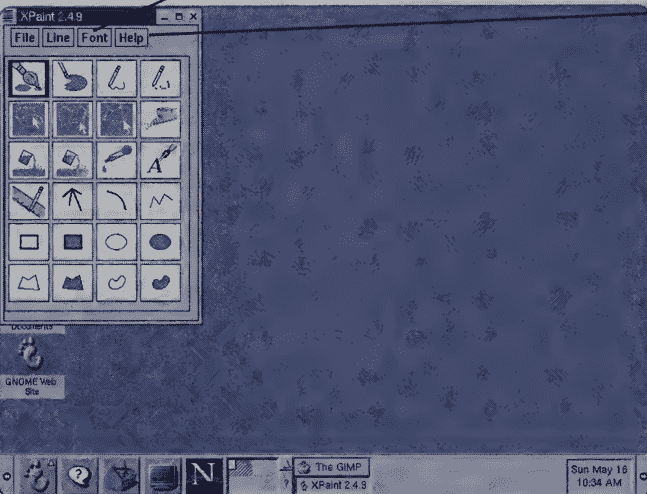 XPaint 2.4.9
File Line Font Help
A
Documents
GNOME Web
Site
?
N
?
The GIMP
XPaint 2.4.9
Sun May 16
10:34 AM